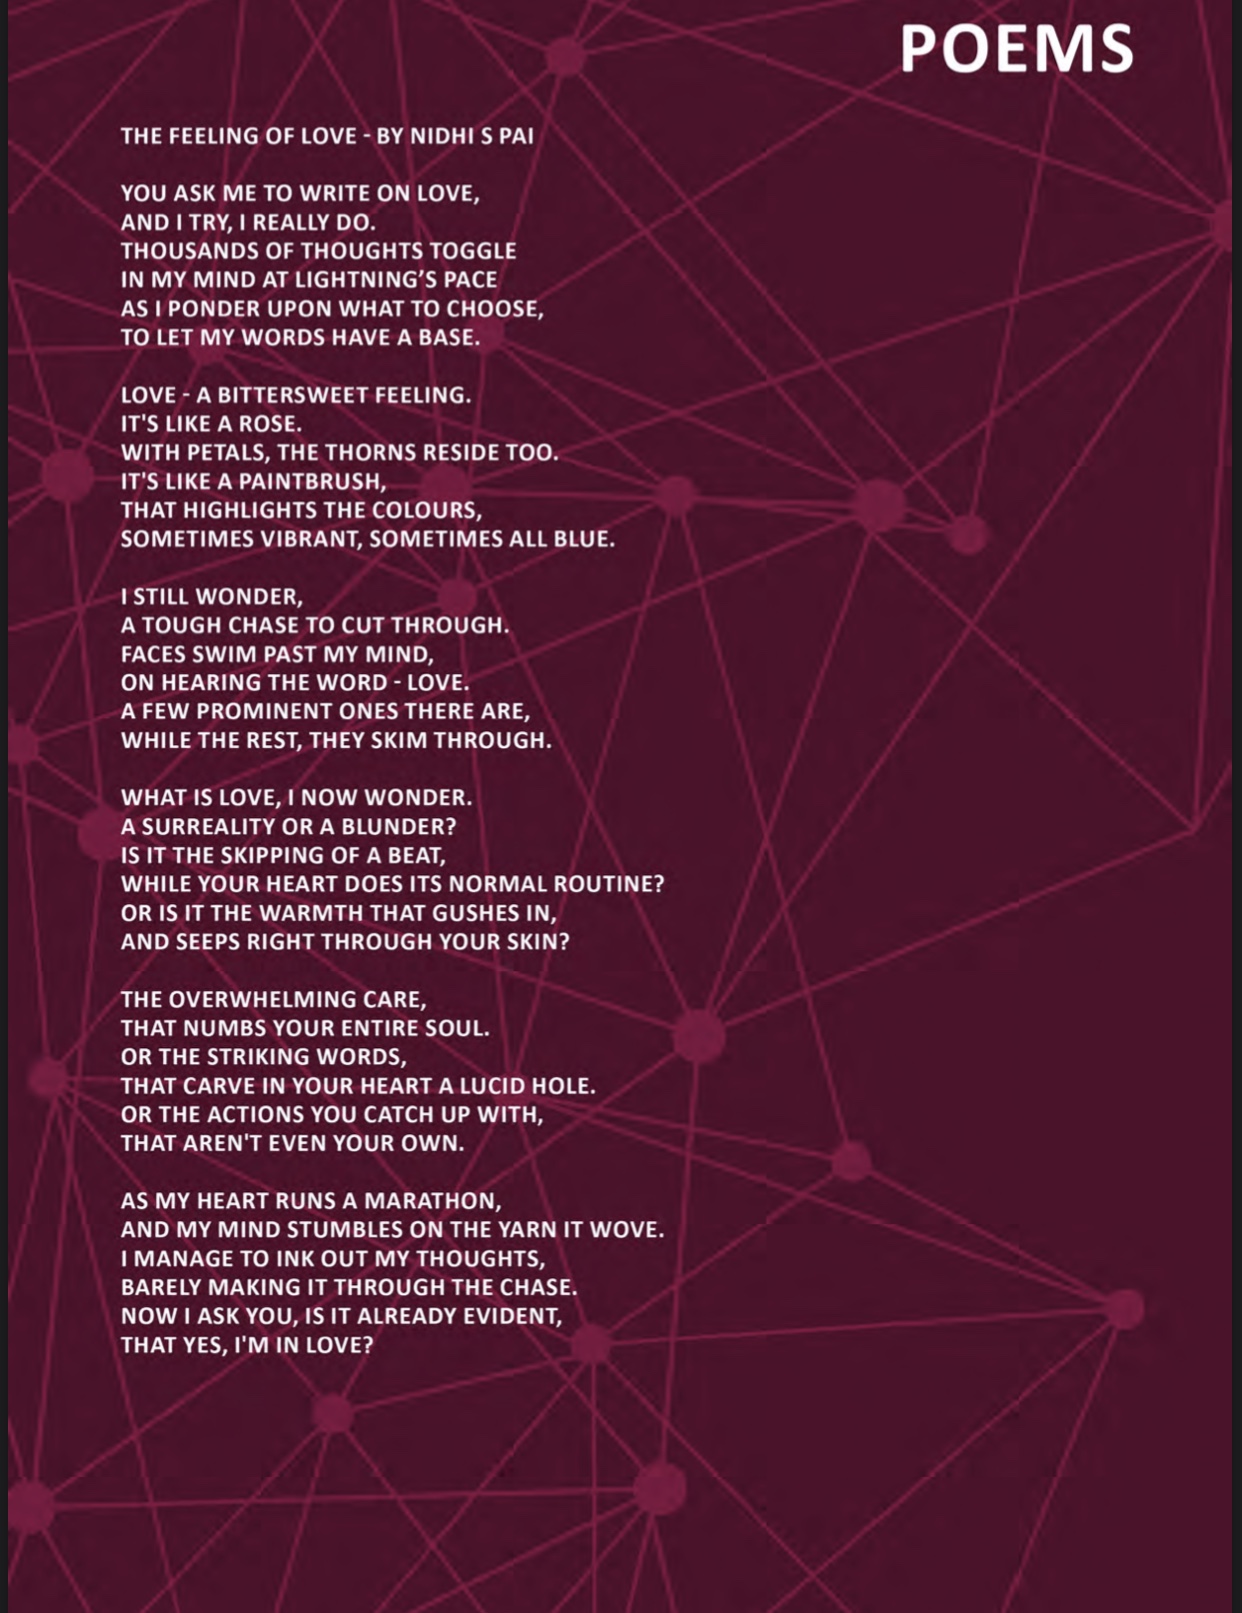 POEMS
THE FEELING OF LOVE - BY NIDHI S PAI
YOU ASK ME TO WRITE ON LOVE,
AND I TRY, I REALLY DO.
THOUSANDS OF THOUGHTS TOGGLE
IN MY MIND AT LIGHTNING’S PACE
AS I PONDER UPON WHAT TO CHOOSE,
TO LET MY WORDS HAVE A BASE.
LOVE - A BITTERSWEET FEELING.
IT'S LIKE A ROSE.
WITH PETALS, THE THORNS RESIDE TOO.
IT'S LIKE A PAINTBRUSH,
THAT HIGHLIGHTS THE COLOURS,
SOMETIMES VIBRANT, SOMETIMES ALL BLUE.
I STILL WONDER,
A TOUGH CHASE TO CUT THROUGH.
FACES SWIM PAST MY MIND,
ON HEARING THE WORD - LOVE.
A FEW PROMINENT ONES THERE ARE,
WHILE THE REST, THEY SKIM THROUGH.
WHAT IS LOVE, I NOW WONDER.
A SURREALITY OR A BLUNDER?
IS IT THE SKIPPING OF A BEAT,
WHILE YOUR HEART DOES ITS NORMAL ROUTINE?
OR IS IT THE WARMTH THAT GUSHES IN,
AND SEEPS RIGHT THROUGH YOUR SKIN?
THE OVERWHELMING CARE,
THAT NUMBS YOUR ENTIRE SOUL.
OR THE STRIKING WORDS,
THAT CARVE IN YOUR HEART A LUCID HOLE.
OR THE ACTIONS YOU CATCH UP WITH,
THAT AREN'T EVEN YOUR OWN.
AS MY HEART RUNS A MARATHON,
AND MY MIND STUMBLES ON THE YARN IT WOVE.
I MANAGE TO INK OUT MY THOUGHTS,
BARELY MAKING IT THROUGH THE CHASE.
NOW I ASK YOU, IS IT ALREADY EVIDENT,
THAT YES, I'M IN LOVE?